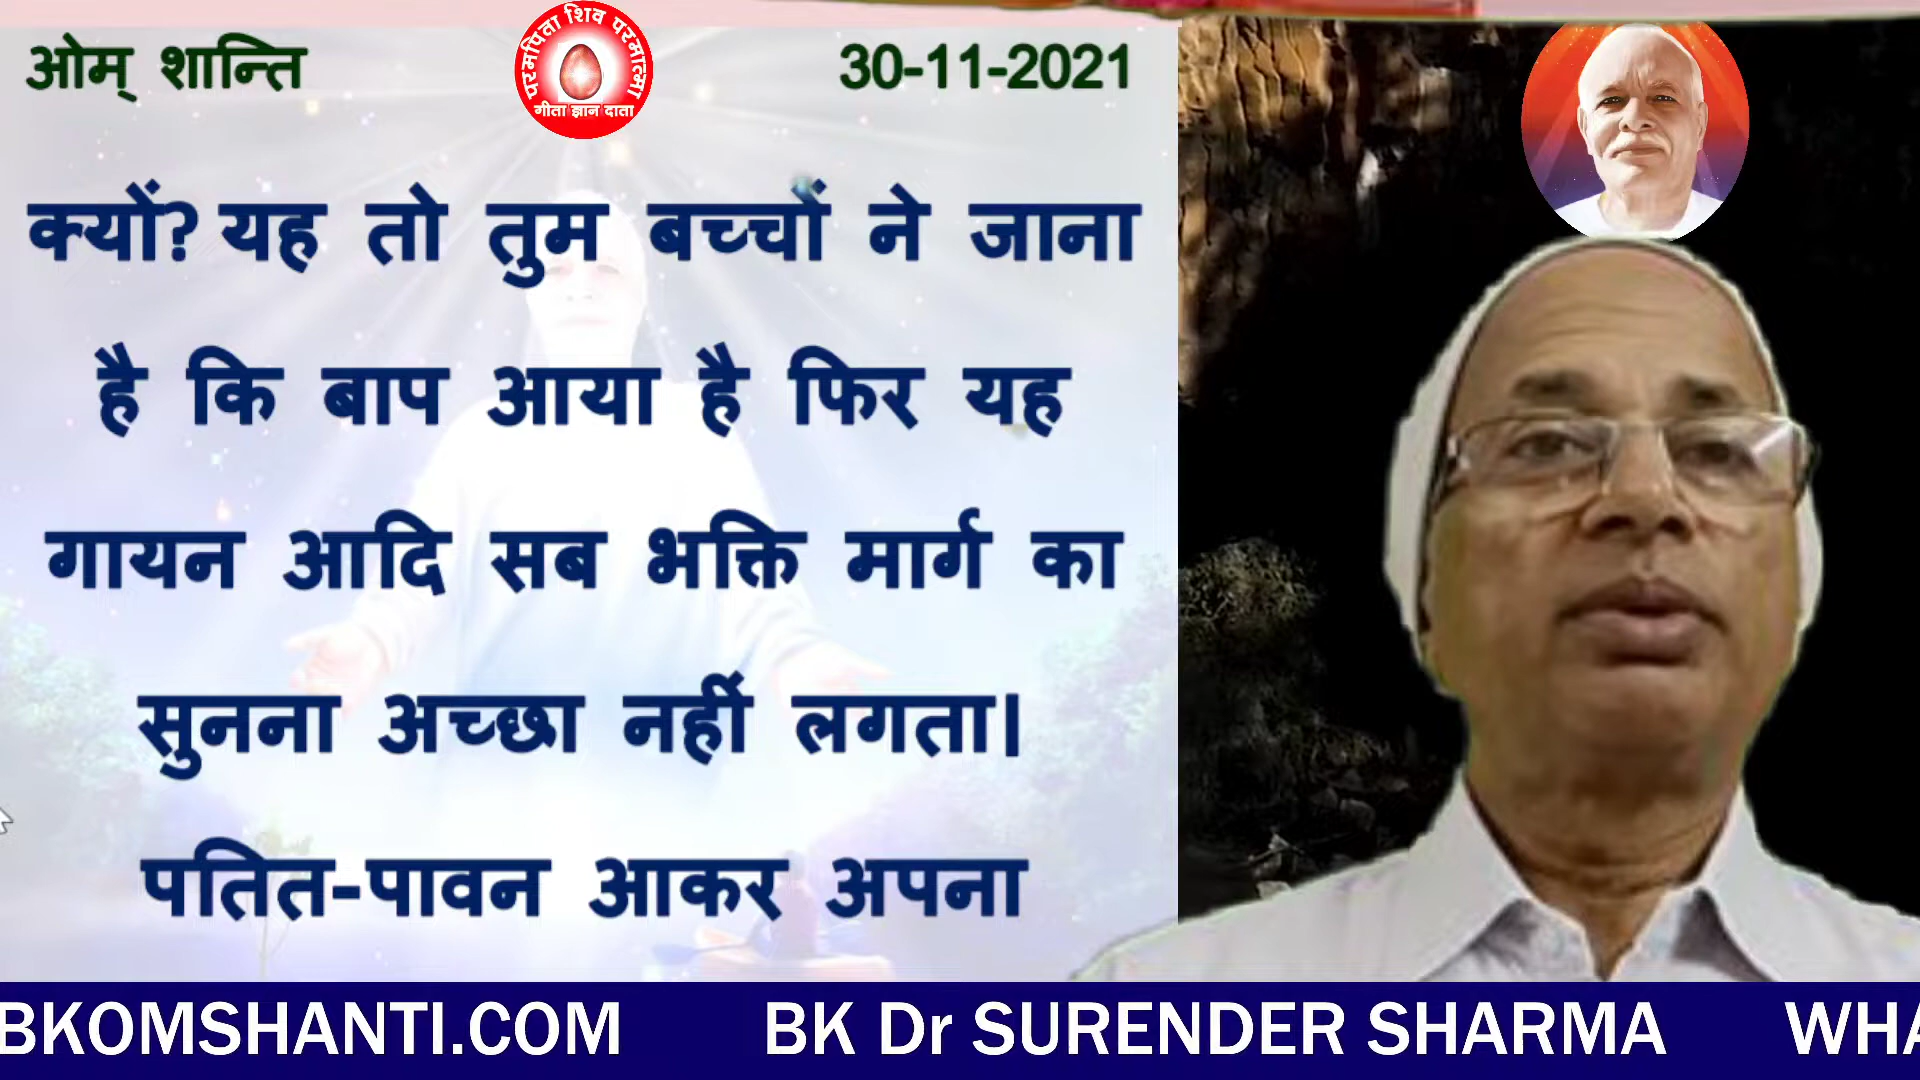 ओम् शान्ति
परमपिता शिव परमात्मा
गीता ज्ञान दाता
30-11-2021
क्यों? यह तो तुम बच्चों ने जाना
है कि बाप आया है फिर यह
गायन आदि सब भक्ति मार्ग का
सुनना अच्छा नहीं लगता।
पतित-पावन आकर अपना
BKOMSHANTI.COM BK Dr SURENDER SHARMA WHA